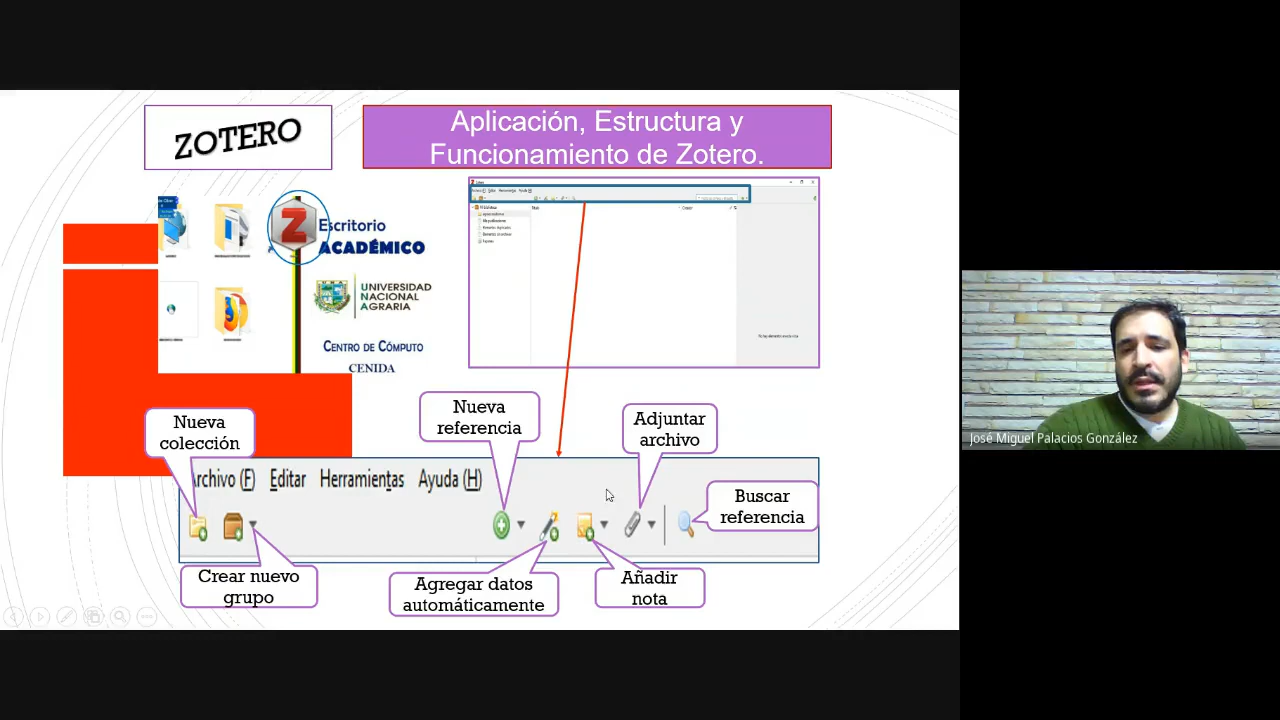 ZOTERO
Aplicación, Estructura y
Funcionamiento de Zotero.
Z
Escritorio
ACADÉMICO
UNIVERSIDAD
NACIONAL
AGRARIA
CENTRO DE CÓMPUTO
CENIDA
Nueva
colección
Nueva
referencia
Adjuntar
archivo
Archivo (F) Editar Herramientas Ayuda (H)
Buscar
referencia
Crear nuevo
grupo
Agregar datos
automáticamente
Añadir
nota
José Miguel Palacios González